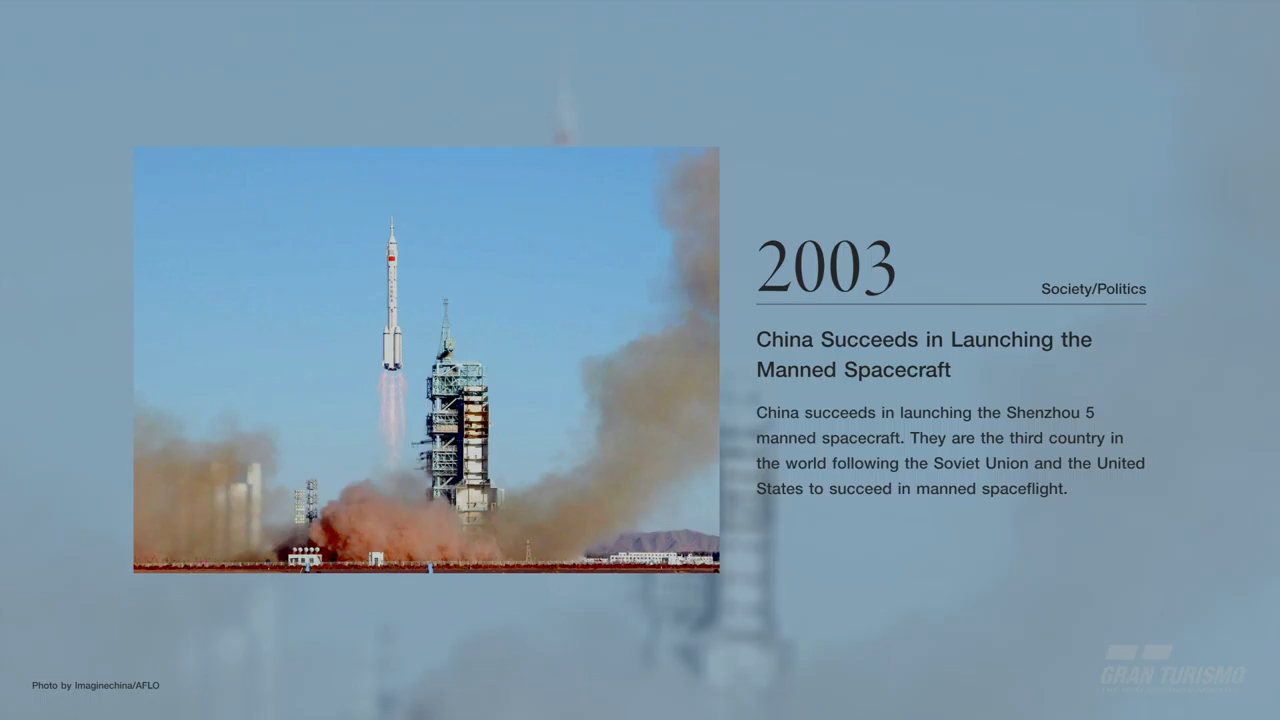 2003
Society/Politics
China Succeeds in Launching the
Manned Spacecraft
China succeeds in launching the Shenzhou 5
manned spacecraft. They are the third country in
the world following the Soviet Union and the United
States to succeed in manned spaceflight.
Photo by Imaginechina/AFLO
GRAN TURISMO